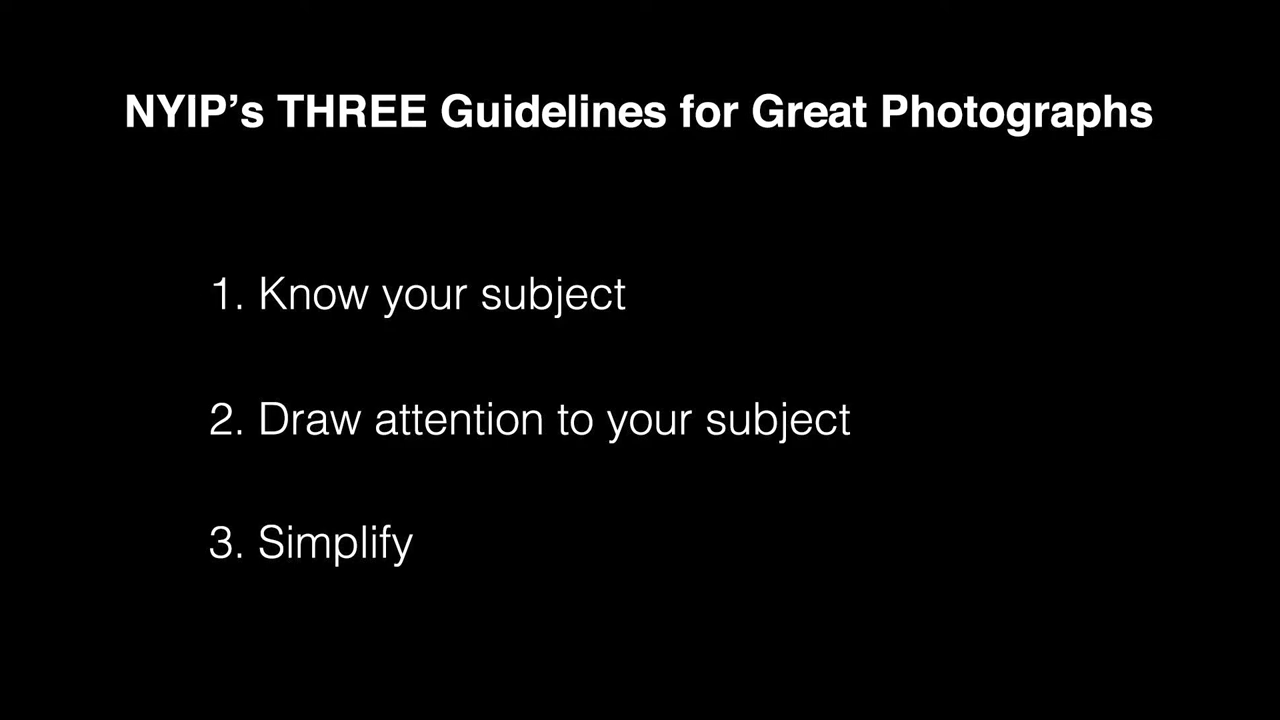 NYIP’s THREE Guidelines for Great Photographs
1. Know your subject
2. Draw attention to your subject
3. Simplify